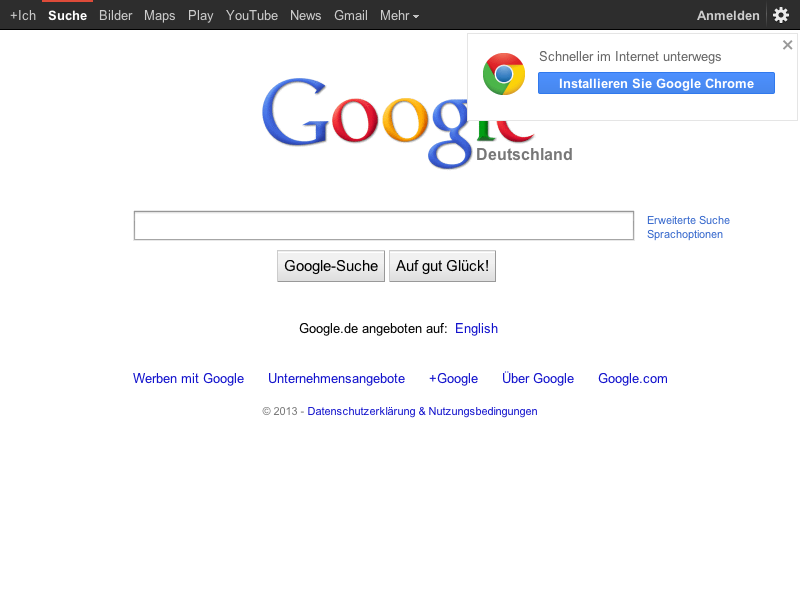 +Ich Suche Bilder Maps Play YouTube News Gmail Mehr Anmelden
Schneller im Internet unterwegs
Installieren Sie Google Chrome
Google
Deutschland
Erweiterte Suche
Sprachoptionen
Google-Suche Auf gut Glück!
Google.de angeboten auf: English
Werben mit Google Unternehmensangebote +Google Über Google Google.com
© 2013 - Datenschutzerklärung & Nutzungsbedingungen